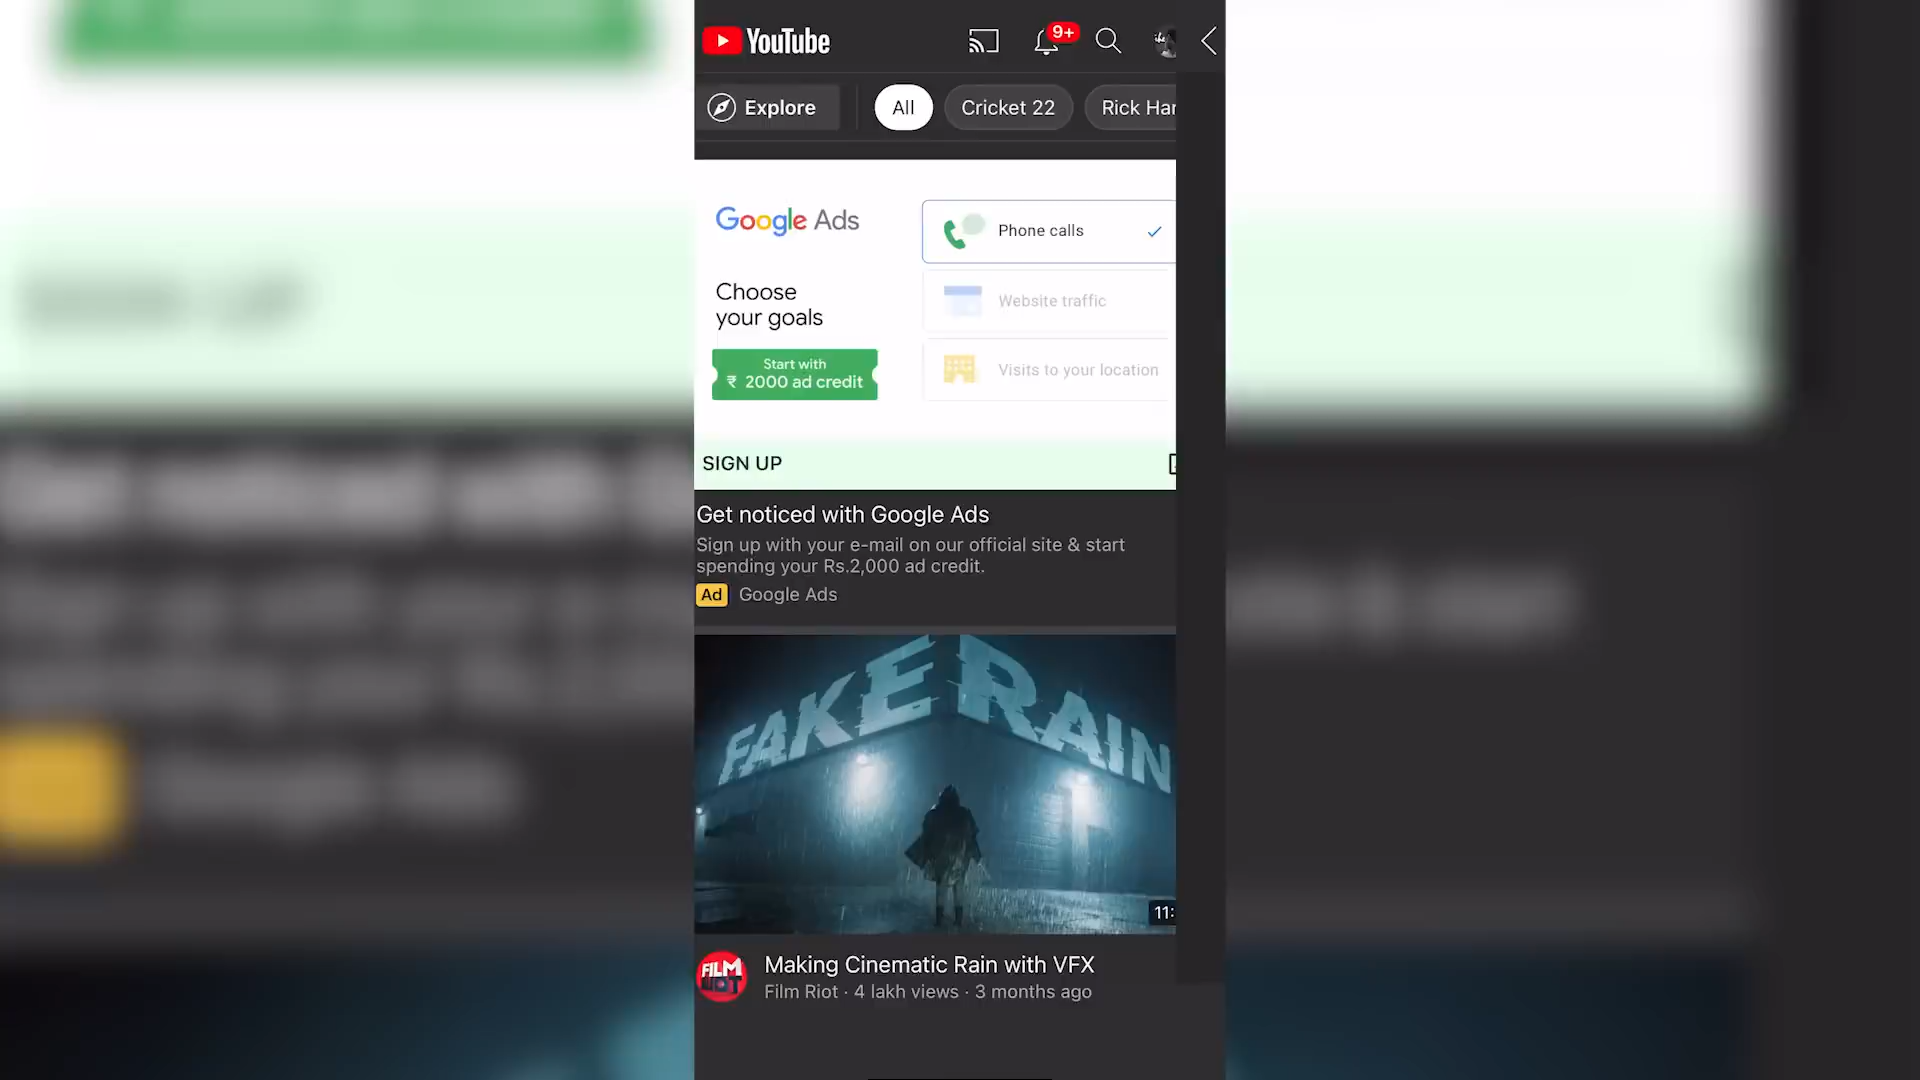 YouTube
9+
Explore
All
Cricket 22
Rick Har
Google Ads
Phone calls
Choose
your goals
Website traffic
Start with
₹ 2000 ad credit
Visits to your location
SIGN UP
Get noticed with Google Ads
Sign up with your e-mail on our official site & start
spending your Rs.2,000 ad credit.
Ad Google Ads
FAKE RAIN
11:
FILM RIOT
Making Cinematic Rain with VFX
Film Riot · 4 lakh views · 3 months ago